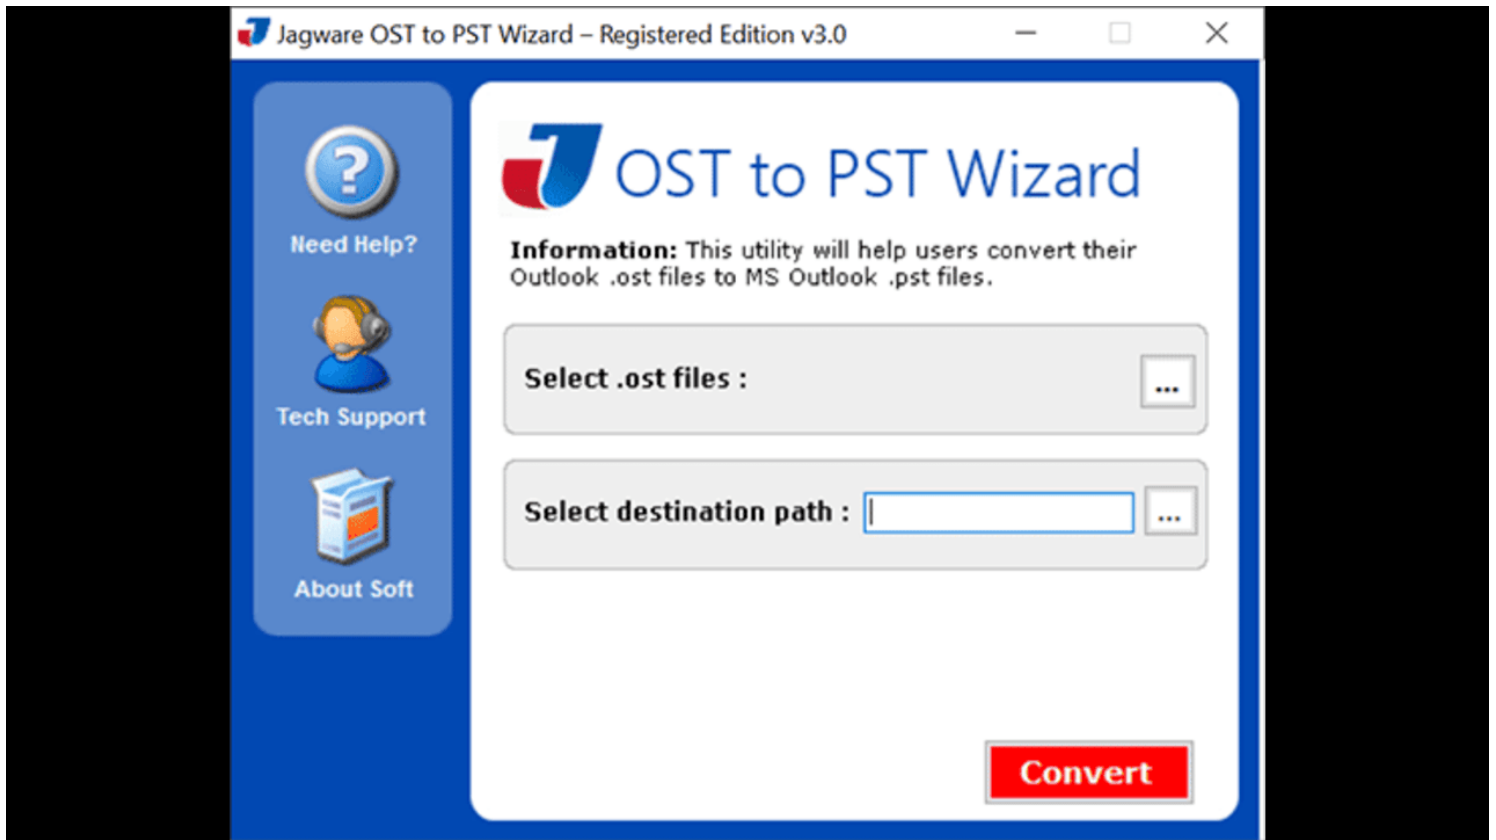 Jagware OST to PST Wizard – Registered Edition v3.0
Need Help?
Tech Support
About Soft
OST to PST Wizard
Information: This utility will help users convert their
Outlook .ost files to MS Outlook .pst files.
Select .ost files :
...
Select destination path :
...
Convert